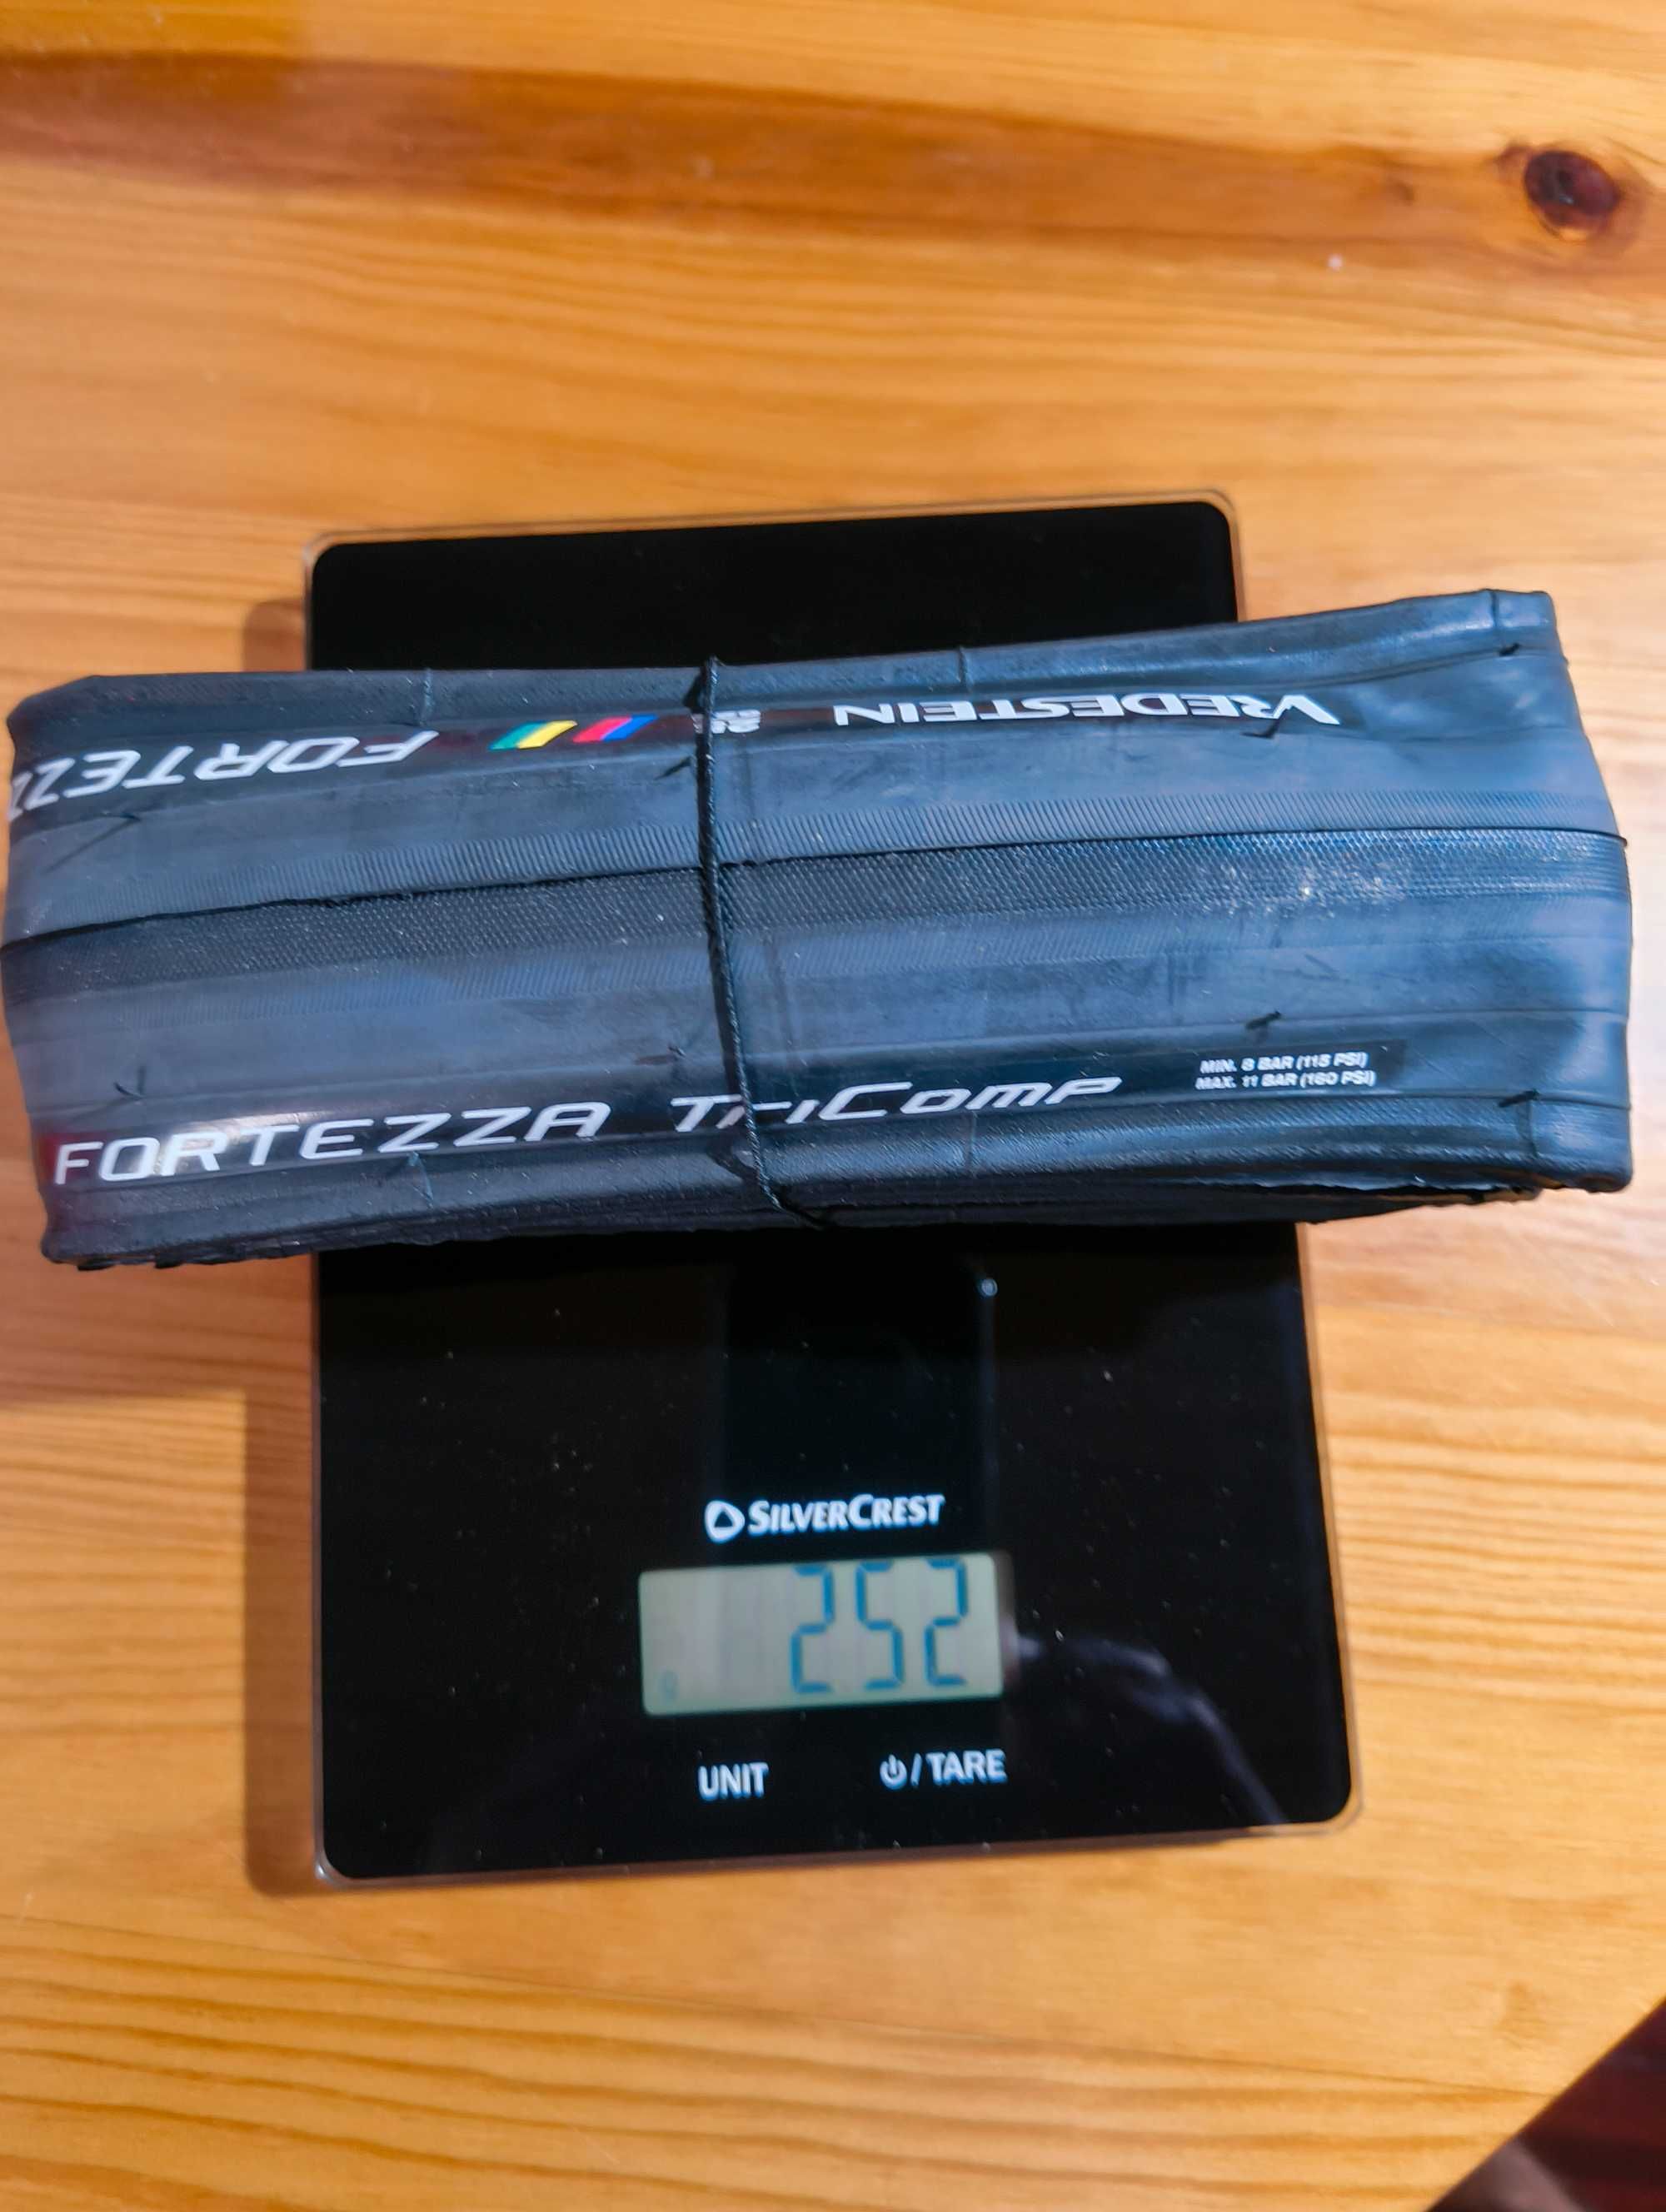 VREDESTEIN
FORTEZZ
FORTEZZA TriComp
MIN. 8 BAR (115 PSI)
MAX. 11 BAR (160 PSI)
SILVERCREST
252
g
UNIT
/ TARE